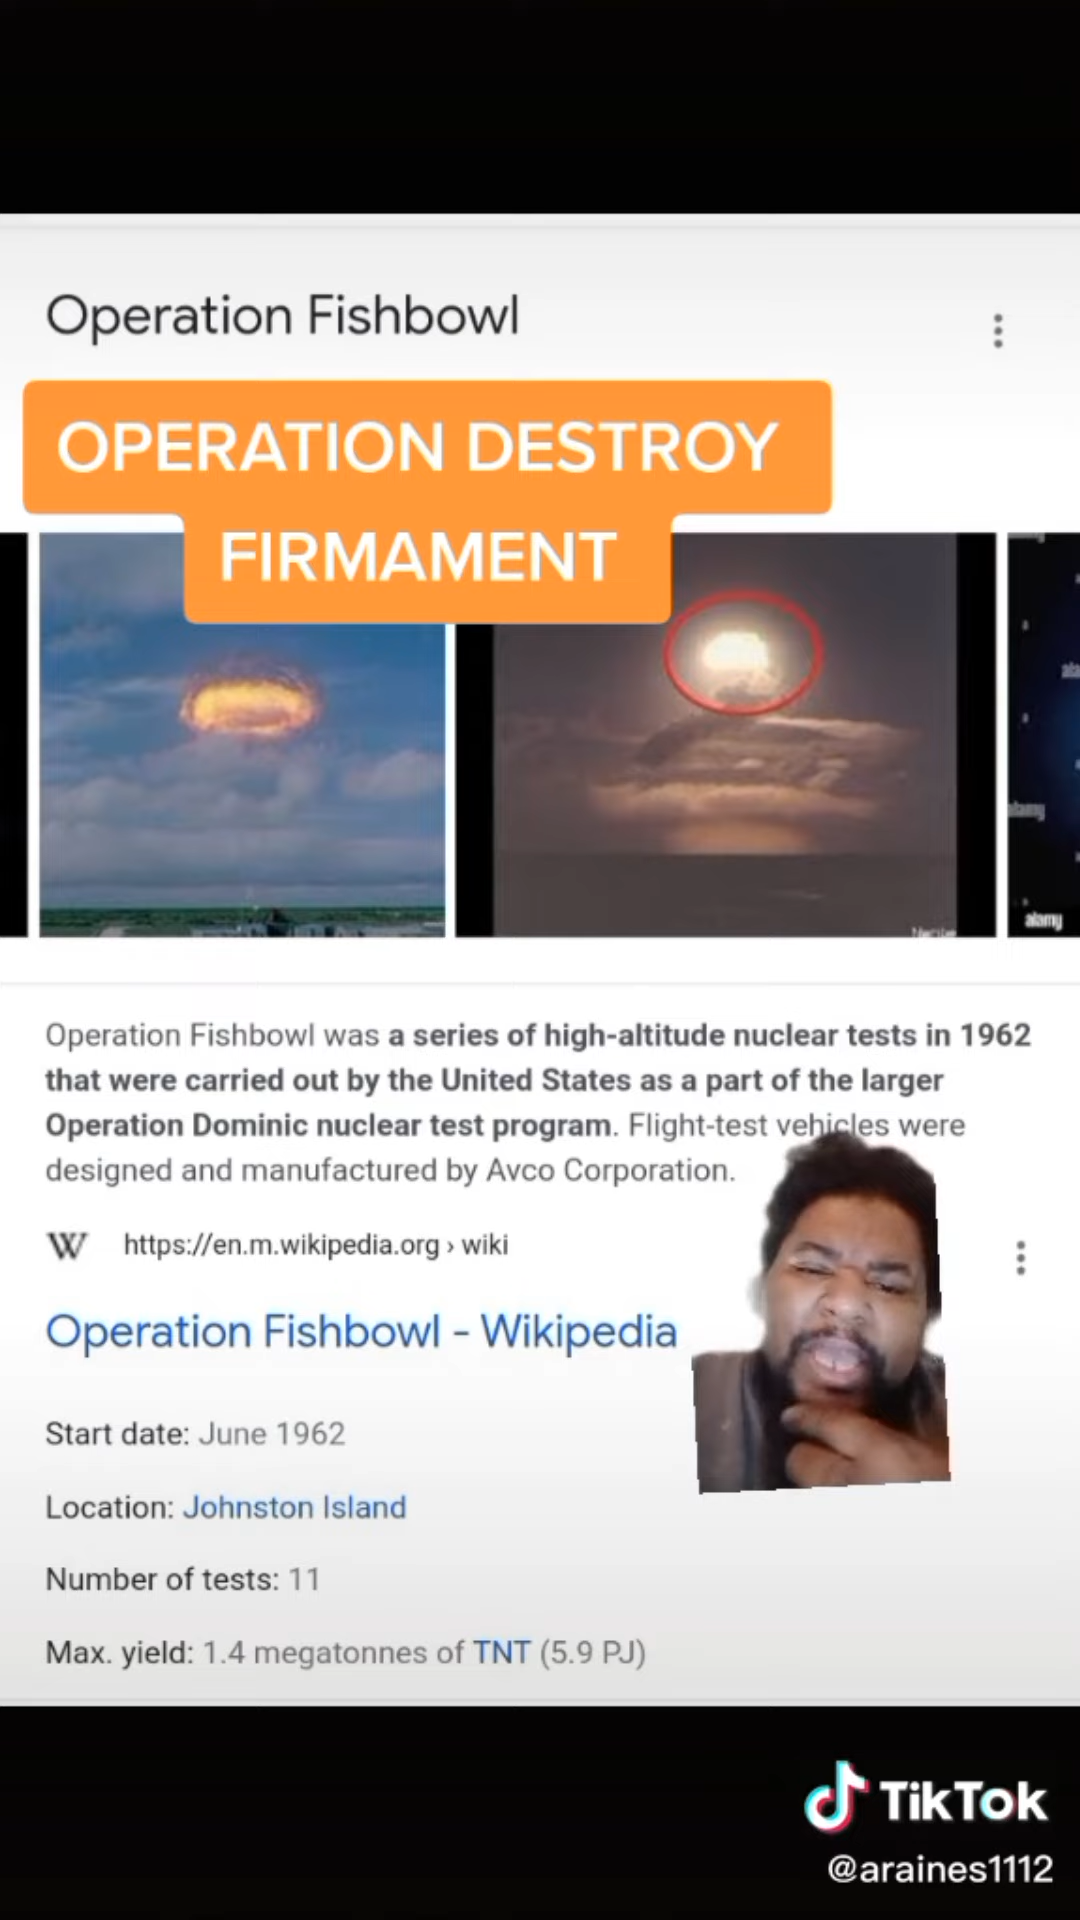 Operation Fishbowl
OPERATION DESTROY
FIRMAMENT
alamy
alamy
Operation Fishbowl was a series of high-altitude nuclear tests in 1962
that were carried out by the United States as a part of the larger
Operation Dominic nuclear test program. Flight-test vehicles were
designed and manufactured by Avco Corporation.
W https://en.m.wikipedia.org › wiki
Operation Fishbowl - Wikipedia
Start date: June 1962
Location: Johnston Island
Number of tests: 11
Max. yield: 1.4 megatonnes of TNT (5.9 PJ)
TikTok
@araines1112